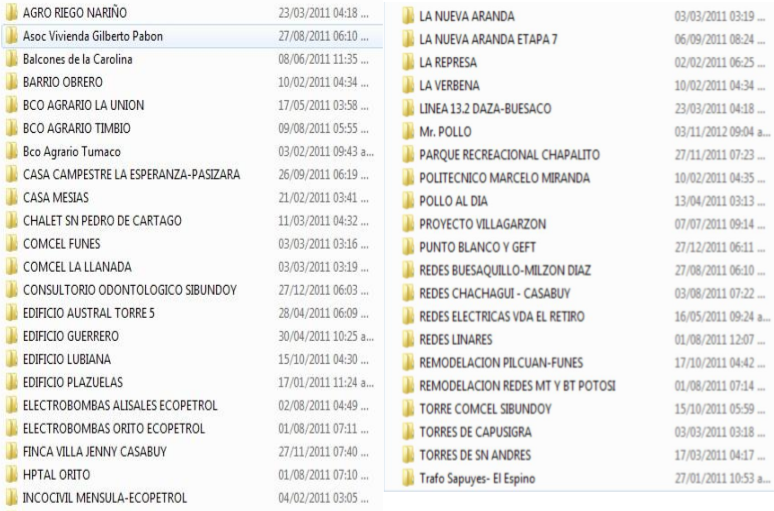 AGRO RIEGO NARIÑO 23/03/2011 04:18 ...
Asoc Vivienda Gilberto Pabon 27/08/2011 06:10 ...
Balcones de la Carolina 08/06/2011 11:35 ...
BARRIO OBRERO 10/02/2011 04:34 ...
BCO AGRARIO LA UNION 17/05/2011 03:58 ...
BCO AGRARIO TIMBIO 09/08/2011 05:55 ...
Bco Agrario Tumaco 03/02/2011 09:43 a...
CASA CAMPESTRE LA ESPERANZA-PASIZARA 26/09/2011 06:19 ...
CASA MESIAS 21/02/2011 03:41 ...
CHALET SN PEDRO DE CARTAGO 11/03/2011 04:32 ...
COMCEL FUNES 03/03/2011 03:16 ...
COMCEL LA LLANADA 03/03/2011 03:19 ...
CONSULTORIO ODONTOLOGICO SIBUNDOY 27/12/2011 06:03 ...
EDIFICIO AUSTRAL TORRE 5 28/04/2011 06:09 ...
EDIFICIO GUERRERO 30/04/2011 10:25 a...
EDIFICIO LUBIANA 15/10/2011 04:30 ...
EDIFICIO PLAZUELAS 17/01/2011 11:24 a...
ELECTROBOMBAS ALISALES ECOPETROL 02/08/2011 04:49 ...
ELECTROBOMBAS ORITO ECOPETROL 01/08/2011 07:11 ...
FINCA VILLA JENNY CASABUY 27/11/2011 07:40 ...
HPTAL ORITO 01/08/2011 07:10 ...
INCOCIVIL MENSULA-ECOPETROL 04/02/2011 03:05 ...
LA NUEVA ARANDA 03/03/2011 03:19 ...
LA NUEVA ARANDA ETAPA 7 06/09/2011 08:24 ...
LA REPRESA 02/02/2011 06:25 ...
LA VERBENA 10/02/2011 04:34 ...
LINEA 13.2 DAZA-BUESACO 23/03/2011 04:18 ...
Mr. POLLO 03/11/2012 09:04 a...
PARQUE RECREACIONAL CHAPALITO 27/11/2011 07:23 ...
POLITECNICO MARCELO MIRANDA 10/02/2011 04:35 ...
POLLO AL DIA 13/04/2011 03:13 ...
PROYECTO VILLAGARZON 07/07/2011 09:14 ...
PUNTO BLANCO Y GEFT 27/12/2011 06:11 ...
REDES BUESAQUILLO-MILZON DIAZ 27/08/2011 06:10 ...
REDES CHACHAGUI - CASABUY 03/08/2011 07:22 ...
REDES ELECTRICAS VDA EL RETIRO 16/05/2011 09:24 a...
REDES LINARES 01/08/2011 12:07 ...
REMODELACION PILCUAN-FUNES 17/10/2011 04:42 ...
REMODELACION REDES MT Y BT POTOSI 01/08/2011 07:14 ...
TORRE COMCEL SIBUNDOY 15/10/2011 05:59 ...
TORRES DE CAPUSIGRA 03/03/2011 03:18 ...
TORRES DE SN ANDRES 17/03/2011 04:17 ...
Trafo Sapuyes- El Espino 27/01/2011 10:53 a...